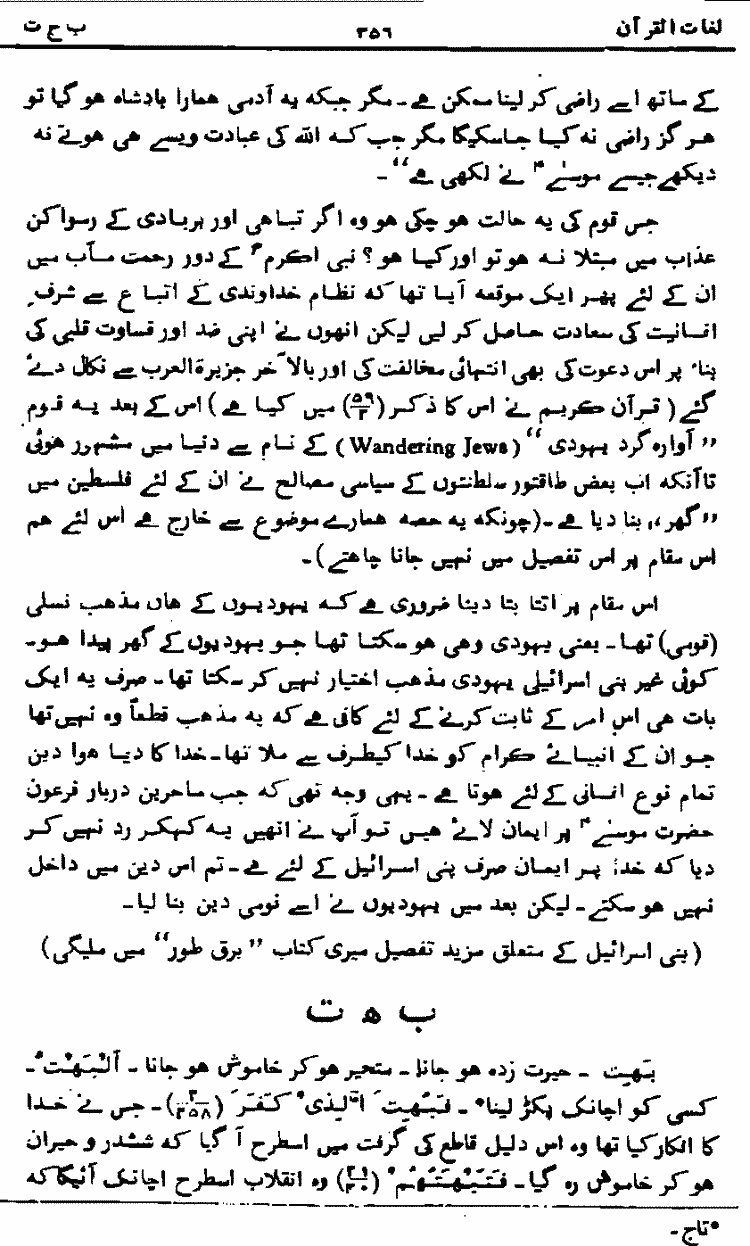 لغات القرآن ۳۵۶ ب ح ت
کے ساتھ اسے راضی کر لینا ممکن ہے۔ مگر جبکہ یہ آدمی ہمارا بادشاہ ہو گیا تو
ہر گز راضی نہ کیا جاسکیگا مگر جب کہ اللہ کی عبادت ویسے ہی ہوتے نہ
دیکھے جیسے موسیٰ ؑ نے لکھی ہے“۔
جس قوم کی یہ حالت ہو چکی ہو وہ اگر تباہی اور بربادی کے رسوا کن
عذاب میں مبتلا نہ ہو تو اور کیا ہو؟ نبی اکرم ؐ کے دور رحمت مآب میں
ان کے لئے پھر ایک موقعہ آیا تھا کہ نظام خداوندی کے اتباع سے شرف
انسانیت کی سعادت حاصل کر لیں لیکن انھوں نے اپنی ضد اور قساوت قلبی کی
بناء پر اس دعوت کی بھی انتہائی مخالفت کی اور بالآخر جزیرۃ العرب سے نکال دئے
گئے (قرآن کریم نے اس کا ذکر (۵۹/۲) میں کیا ہے) اس کے بعد یہ قوم
”آوارہ گرد یہودی“ (Wandering Jews) کے نام سے دنیا میں مشہور ہوئی
تاآنکہ اب بعض طاقتور سلطنتوں کے سیاسی مصالح نے ان کے لئے فلسطین میں
”گھر،، بنا دیا ہے۔ (چونکہ یہ حصہ ہمارے موضوع سے خارج ہے اس لئے ہم
اس مقام پر اس تفصیل میں نہیں جانا چاہتے)۔
اس مقام پر اتنا بتا دینا ضروری ہے کہ یہودیوں کے ہاں مذہب نسلی
(قومی) تھا۔ یعنی یہودی وہی ہو سکتا تھا جو یہودیوں کے گھر پیدا ہو۔
کوئی غیر بنی اسرائیلی یہودی مذہب اختیار نہیں کر سکتا تھا۔ صرف یہ ایک
بات ہی اس امر کے ثابت کرنے کے لئے کافی ہے کہ یہ مذہب قطعاً وہ نہیں تھا
جو ان کے انبیائے کرام کو خدا کیطرف سے ملا تھا۔ خدا کا دیا ہوا دین
تمام نوع انسانی کے لئے ہوتا ہے۔ یہی وجہ تھی کہ جب ساحرین دربار فرعون
حضرت موسیٰ ؑ پر ایمان لائے ہیں تو آپ نے انھیں یہ کہکر رد نہیں کر
دیا کہ خدا پر ایمان صرف بنی اسرائیل کے لئے ہے۔ تم اس دین میں داخل
نہیں ہو سکتے۔ لیکن بعد میں یہودیوں نے اسے قومی دین بنا لیا۔
(بنی اسرائیل کے متعلق مزید تفصیل میری کتاب ”برق طور“ میں ملیگی)
ب ھ ت
بَہِتَ ۔ حیرت زدہ ہو جانا۔ متحیر ہو کر خاموش ہو جانا۔ اَلْبَہْتُ۔
کسی کو اچانک پکڑ لینا*۔ فَبُہِتَ الَّذِی کَفَرَ (۲/۲۵۸)۔ جس نے خدا
کا انکار کیا تھا وہ اس دلیل قاطع کی گرفت میں اسطرح آ گیا کہ ششدر و حیران
ہو کر خاموش رہ گیا۔ فَتَبْہَتُہُمْ (۲۱/۴۰) وہ انقلاب اسطرح اچانک آئیگا کہ
*تاج۔